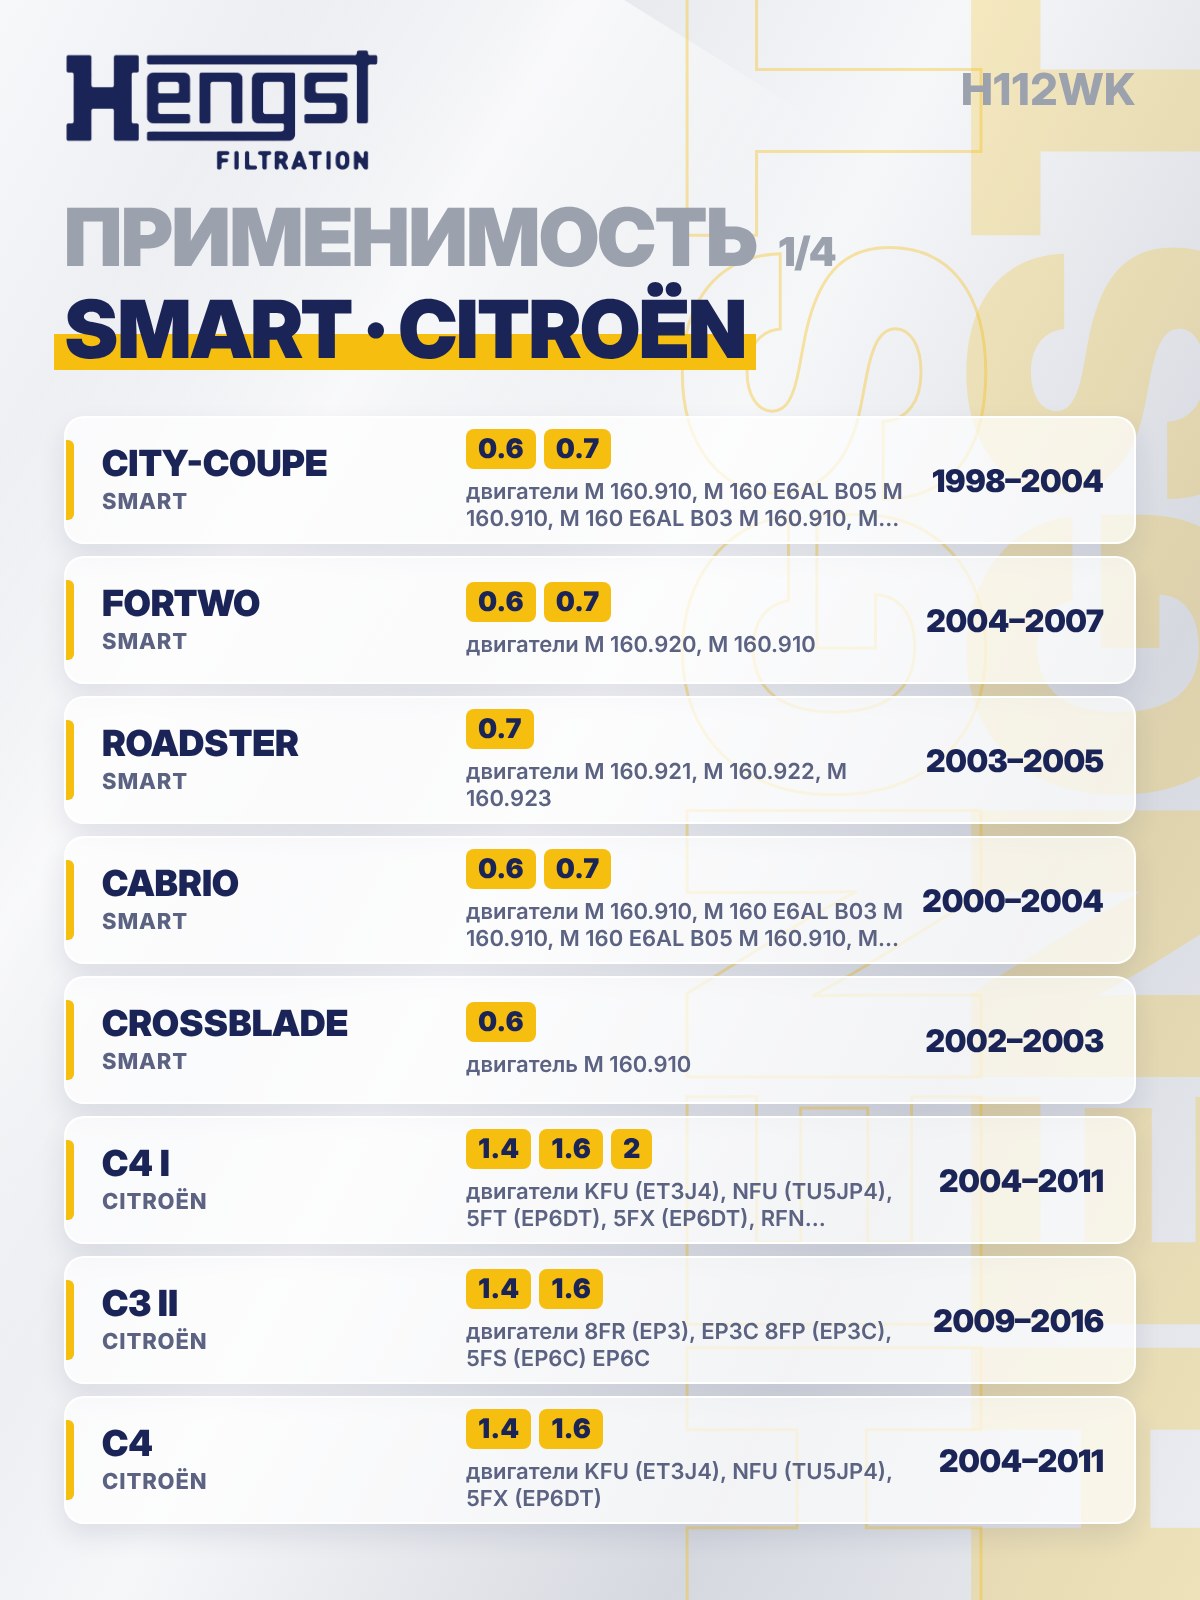 Hengst
FILTRATION
H112WK
ПРИМЕНИМОСТЬ 1/4
SMART · CITROËN
CITY-COUPE
SMART
0.6 0.7
двигатели M 160.910, M 160 E6AL B05 M
160.910, M 160 E6AL B03 M 160.910, M…
1998–2004
FORTWO
SMART
0.6 0.7
двигатели M 160.920, M 160.910
2004–2007
ROADSTER
SMART
0.7
двигатели M 160.921, M 160.922, M
160.923
2003–2005
CABRIO
SMART
0.6 0.7
двигатели M 160.910, M 160 E6AL B03 M
160.910, M 160 E6AL B05 M 160.910, M…
2000–2004
CROSSBLADE
SMART
0.6
двигатель M 160.910
2002–2003
C4 I
CITROËN
1.4 1.6 2
двигатели KFU (ET3J4), NFU (TU5JP4),
5FT (EP6DT), 5FX (EP6DT), RFN…
2004–2011
C3 II
CITROËN
1.4 1.6
двигатели 8FR (EP3), EP3C 8FP (EP3C),
5FS (EP6C) EP6C
2009–2016
C4
CITROËN
1.4 1.6
двигатели KFU (ET3J4), NFU (TU5JP4),
5FX (EP6DT)
2004–2011
HENGST
HENGST